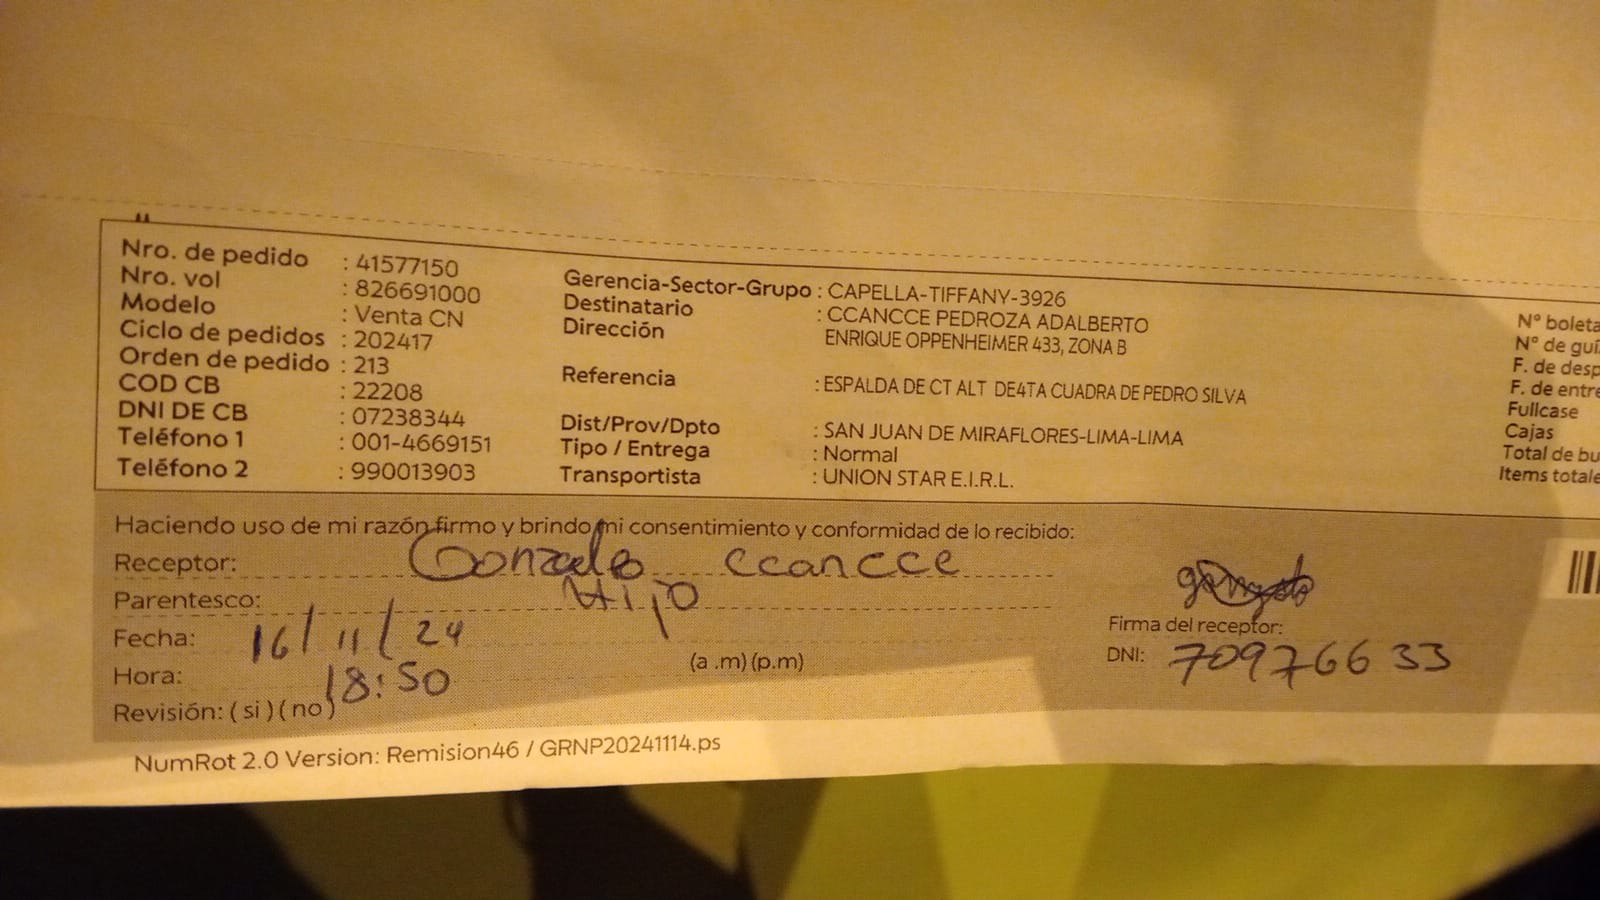 Nro. de pedido : 41577150
Nro. vol : 826691000
Modelo : Venta CN
Ciclo de pedidos : 202417
Orden de pedido : 213
COD CB : 22208
DNI DE CB : 07238344
Teléfono 1 : 001-4669151
Teléfono 2 : 990013903
Gerencia-Sector-Grupo : CAPELLA-TIFFANY-3926
Destinatario : CCANCCE PEDROZA ADALBERTO
Dirección ENRIQUE OPPENHEIMER 433, ZONA B
Referencia : ESPALDA DE CT ALT DE4TA CUADRA DE PEDRO SILVA
Dist/Prov/Dpto : SAN JUAN DE MIRAFLORES-LIMA-LIMA
Tipo / Entrega : Normal
Transportista : UNION STAR E.I.R.L.
N° boleta
N° de guí
F. de desp
F. de entre
Fullcase
Cajas
Total de bu
Items totale
Haciendo uso de mi razón firmo y brindo mi consentimiento y conformidad de lo recibido:
Receptor: Gonzalo ccancce
Parentesco: Hijo
Fecha: 16/11/24
Hora: 18:50 (a .m) (p.m)
Revisión: ( si ) ( no )
Firma del receptor:
DNI: 70976633
NumRot 2.0 Version: Remision46 / GRNP20241114.ps